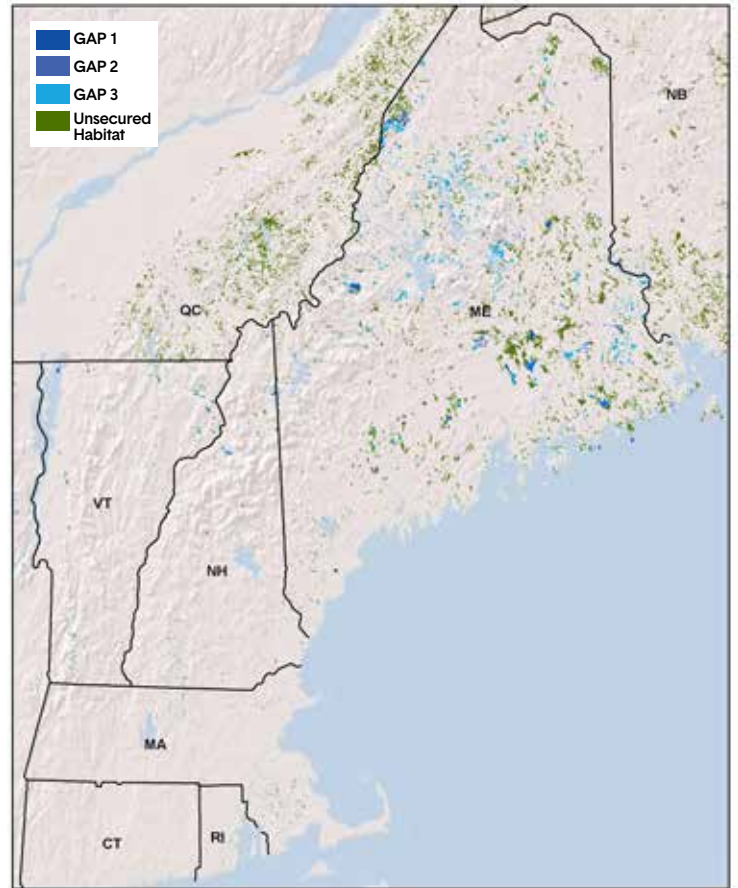 GAP 1
GAP 2
GAP 3
Unsecured
Habitat
NB
QC
ME
VT
NH
MA
CT
RI